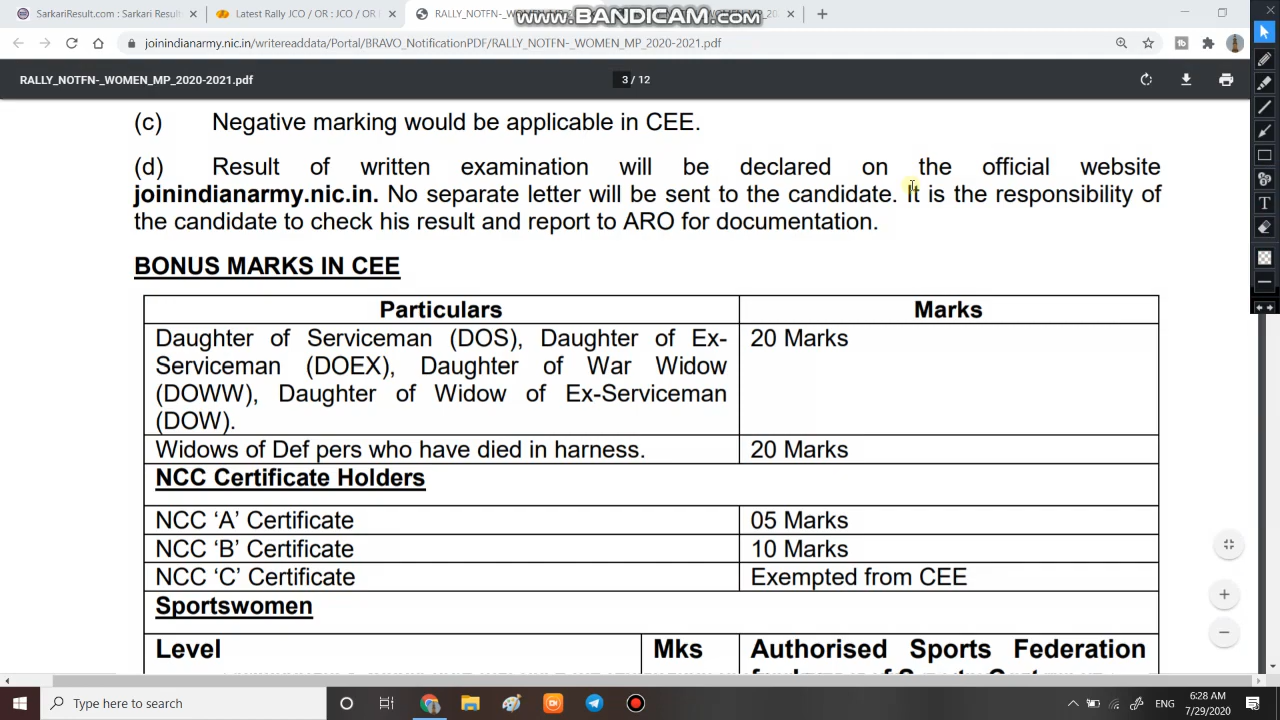 SarkariResult.com : Sarkari Result
Latest Rally JCO / OR : JCO / OR
RALLY_NOTFN-_WOMEN_MP_2020-2
www.BANDICAM.com
joinindianarmy.nic.in/writereaddata/Portal/BRAVO_NotificationPDF/RALLY_NOTFN-_WOMEN_MP_2020-2021.pdf
RALLY_NOTFN-_WOMEN_MP_2020-2021.pdf
3 / 12
(c) Negative marking would be applicable in CEE.
(d) Result of written examination will be declared on the official website
joinindianarmy.nic.in. No separate letter will be sent to the candidate. It is the responsibility of
the candidate to check his result and report to ARO for documentation.
BONUS MARKS IN CEE
Particulars Marks
Daughter of Serviceman (DOS), Daughter of Ex- 20 Marks
Serviceman (DOEX), Daughter of War Widow
(DOWW), Daughter of Widow of Ex-Serviceman
(DOW).
Widows of Def pers who have died in harness. 20 Marks
NCC Certificate Holders
NCC ‘A’ Certificate 05 Marks
NCC ‘B’ Certificate 10 Marks
NCC ‘C’ Certificate Exempted from CEE
Sportswomen
Level Mks Authorised Sports Federation
Type here to search
ENG
6:28 AM
7/29/2020